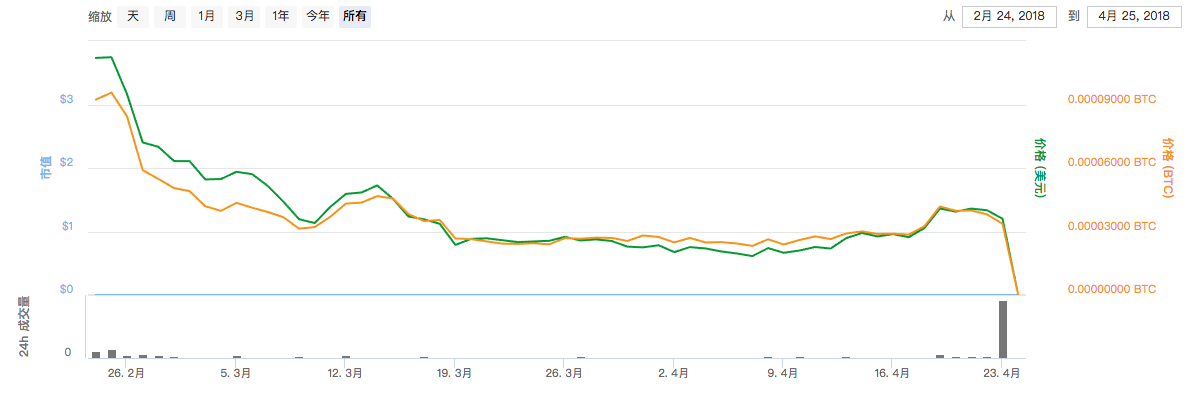 缩放 天 周 1月 3月 1年 今年 所有 从 2月 24, 2018 到 4月 25, 2018
$3 0.00009000 BTC
$2 0.00006000 BTC
$1 0.00003000 BTC
$0 0.00000000 BTC
市值
价格 (美元)
价格 (BTC)
24h 成交量
0
26. 2月 5. 3月 12. 3月 19. 3月 26. 3月 2. 4月 9. 4月 16. 4月 23. 4月